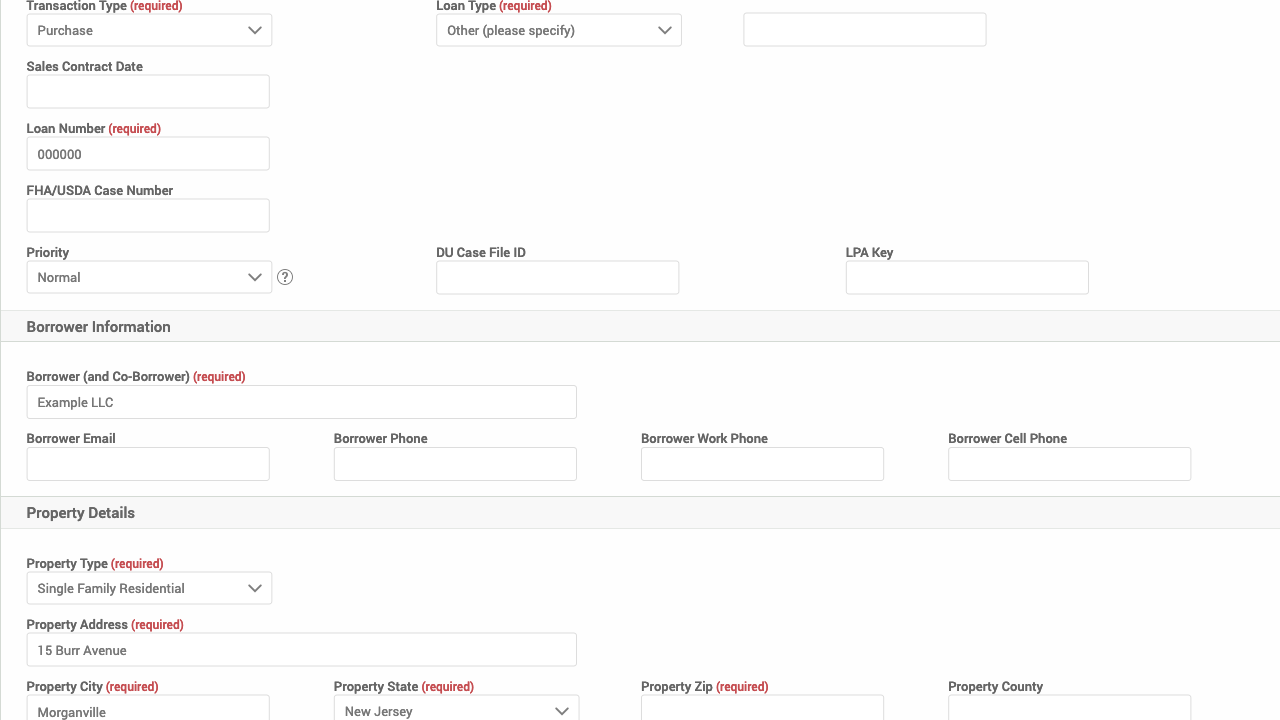 Transaction Type (required) Loan Type (required)
Purchase Other (please specify)
Sales Contract Date
Loan Number (required)
000000
FHA/USDA Case Number
Priority DU Case File ID LPA Key
Normal ?
Borrower Information
Borrower (and Co-Borrower) (required)
Example LLC
Borrower Email Borrower Phone Borrower Work Phone Borrower Cell Phone
Property Details
Property Type (required)
Single Family Residential
Property Address (required)
15 Burr Avenue
Property City (required) Property State (required) Property Zip (required) Property County
Morganville New Jersey